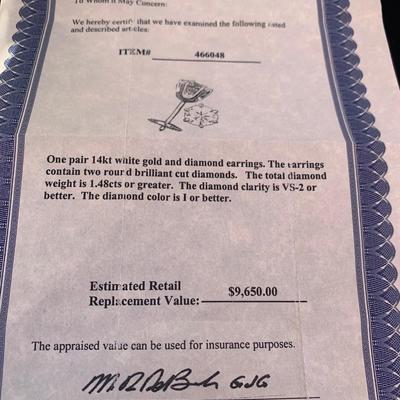 To Whom It May Concern:
We hereby certify that we have examined the following listed
and described articles:
ITEM# 466048
One pair 14kt white gold and diamond earrings. The earrings
contain two round brilliant cut diamonds. The total diamond
weight is 1.48cts or greater. The diamond clarity is VS-2 or
better. The diamond color is I or better.
Estimated Retail
Replacement Value: $9,650.00
The appraised value can be used for insurance purposes.
GJG